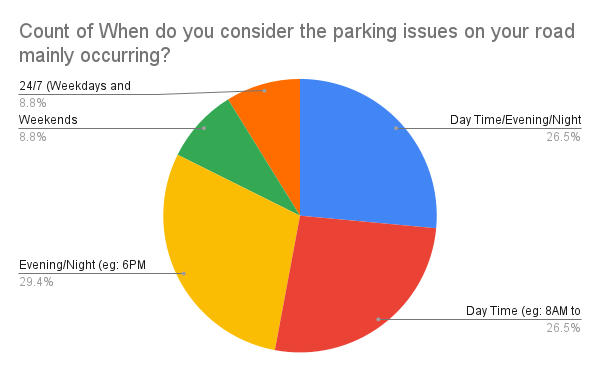 Count of When do you consider the parking issues on your road
mainly occurring?
24/7 (Weekdays and
8.8%
Weekends
8.8%
Evening/Night (eg: 6PM
29.4%
Day Time/Evening/Night
26.5%
Day Time (eg: 8AM to
26.5%